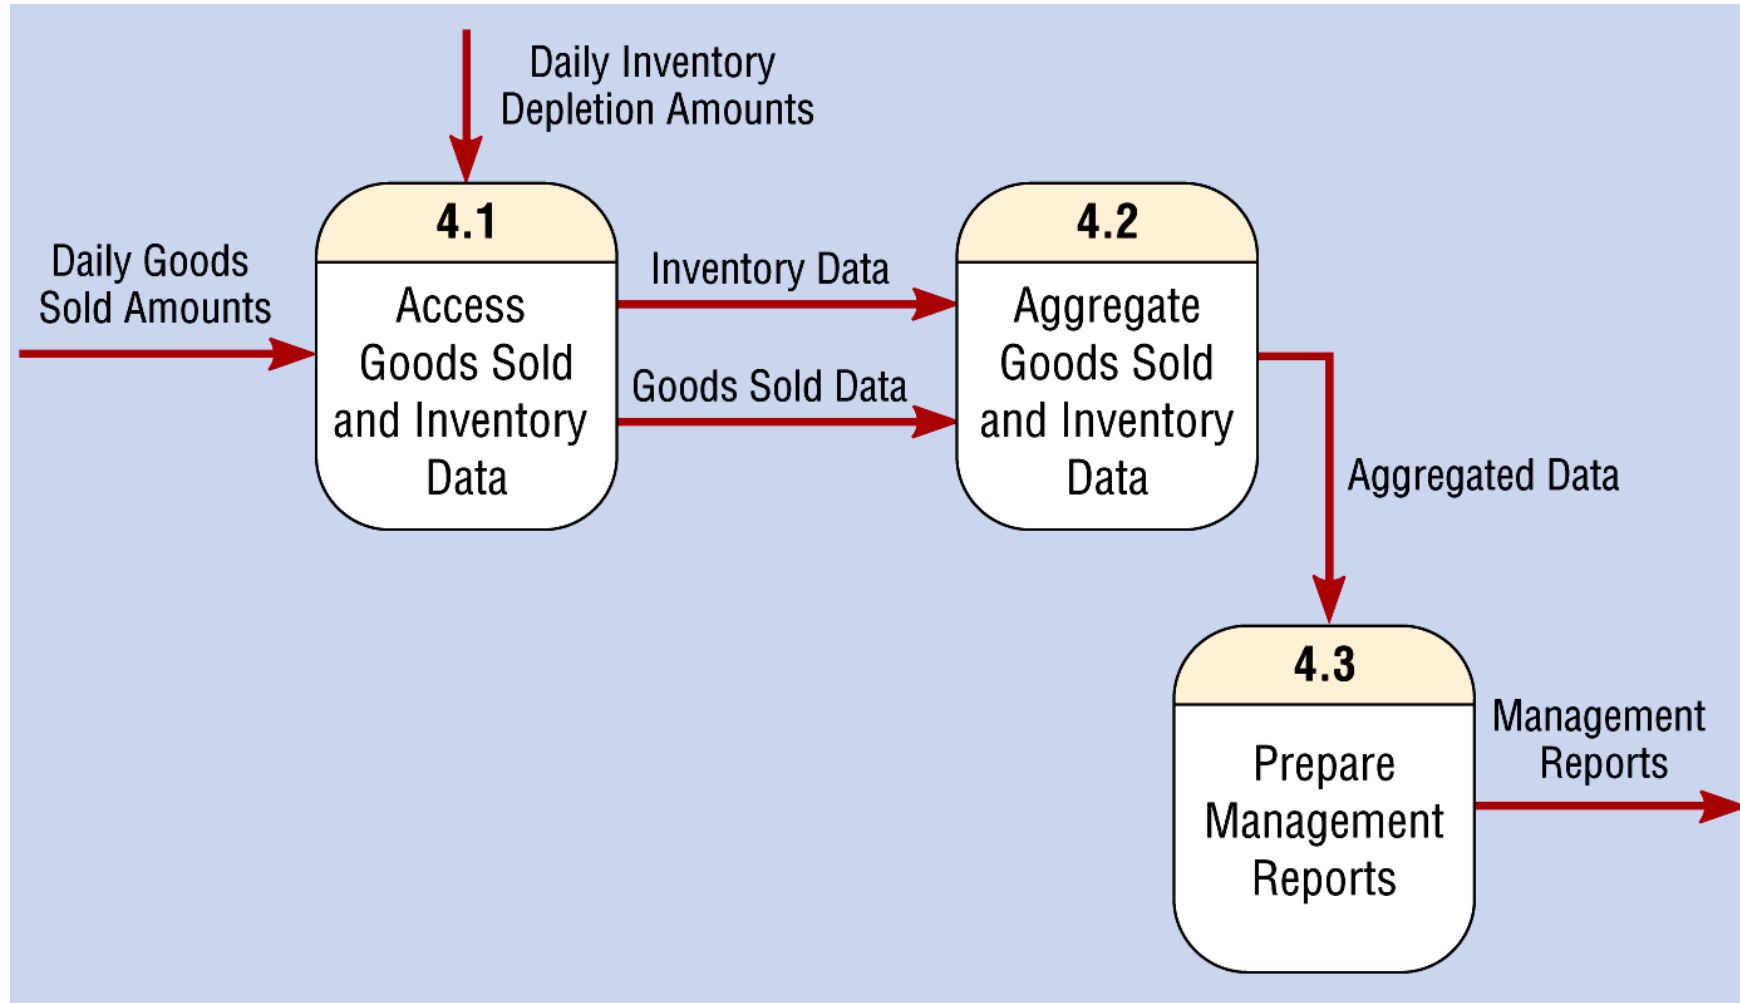 Daily Inventory
Depletion Amounts
Daily Goods
Sold Amounts
4.1
Access
Goods Sold
and Inventory
Data
Inventory Data
Goods Sold Data
4.2
Aggregate
Goods Sold
and Inventory
Data
Aggregated Data
4.3
Prepare
Management
Reports
Management
Reports